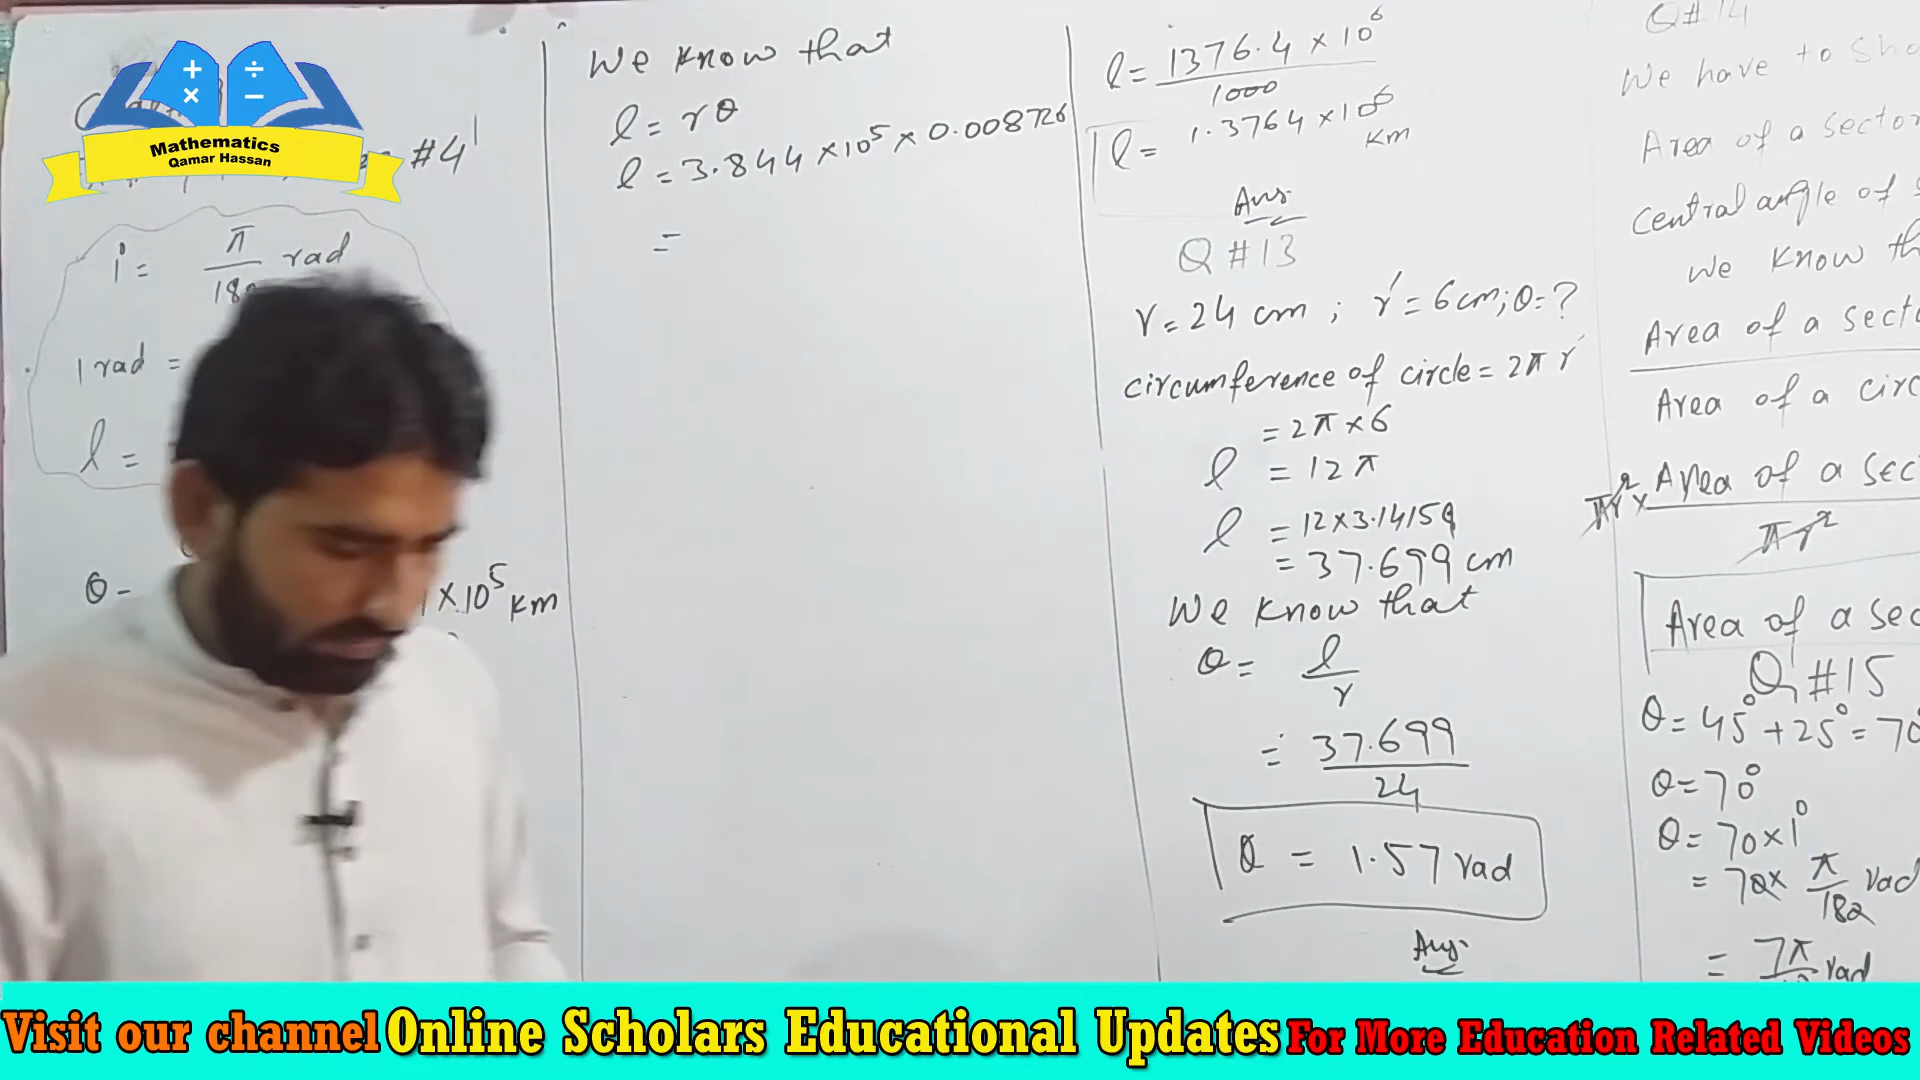 + ÷
× −
Mathematics
Qamar Hassan
#4
1° = π/180 rad
1 rad =
l =
θ =
×10⁵ km
We know that
l = rθ
l = 3.844 ×10⁵ × 0.008726
=
l = 1376.4 × 10⁶ / 1000
l = 1.3764 × 10⁶ Km
Ans.
Q # 13
r = 24 cm ; r′ = 6 cm; θ = ?
circumference of circle = 2π r′
= 2π × 6
l = 12 π
l = 12 × 3.14159
= 37.699 cm
We know that
θ = l/r
= 37.699/24
θ = 1.57 rad
Ans.
Q # 14
We have to Sho
Area of a sector
Central angle of
We know th
Area of a sect
Area of a circ
πr² × Area of a sec
πr²
Area of a sec
Q # 15
θ = 45° + 25° = 70
θ = 70°
θ = 70 × 1°
= 70 × π/180 rad
= 7π rad
Visit our channel Online Scholars Educational Updates For More Education Related Videos